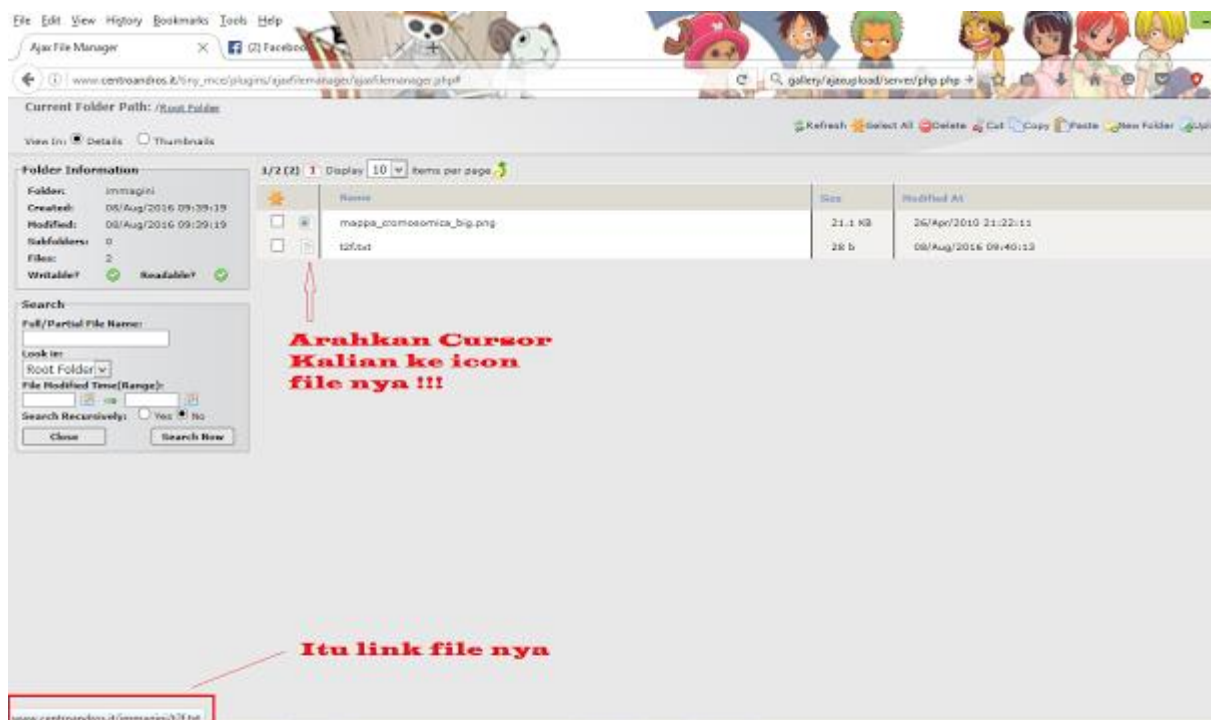 File Edit View History Bookmarks Tools Help
Ajax File Manager
(2) Facebook
www.centroandros.it/tiny_mce/plugins/ajaxfilemanager/ajaxfilemanager.php#
gallery/ajaxupload/server/php.php
Current Folder Path: /Root Folder
Refresh Select All Delete Cut Copy Paste New Folder
View In: Details Thumbnails
Folder Information
Folder: immagini
Created: 08/Aug/2016 09:39:19
Modified: 08/Aug/2016 09:39:19
Subfolders: 0
Files: 2
Writable? Readable?
1/2 (2) 1 Display 10 items per page
Name Size Modified At
mappa_cromosomica_big.png 21.1 KB 26/Apr/2010 21:22:11
t2f.txt 28 b 08/Aug/2016 09:40:13
Search
Full/Partial File Name:
Look in:
Root Folder
File Modified Time(Range):
Search Recursively: Yes No
Close Search Now
Arahkan Cursor
Kalian ke icon
file nya !!!
Itu link file nya
www.centroandros.it/immagini/t2f.txt